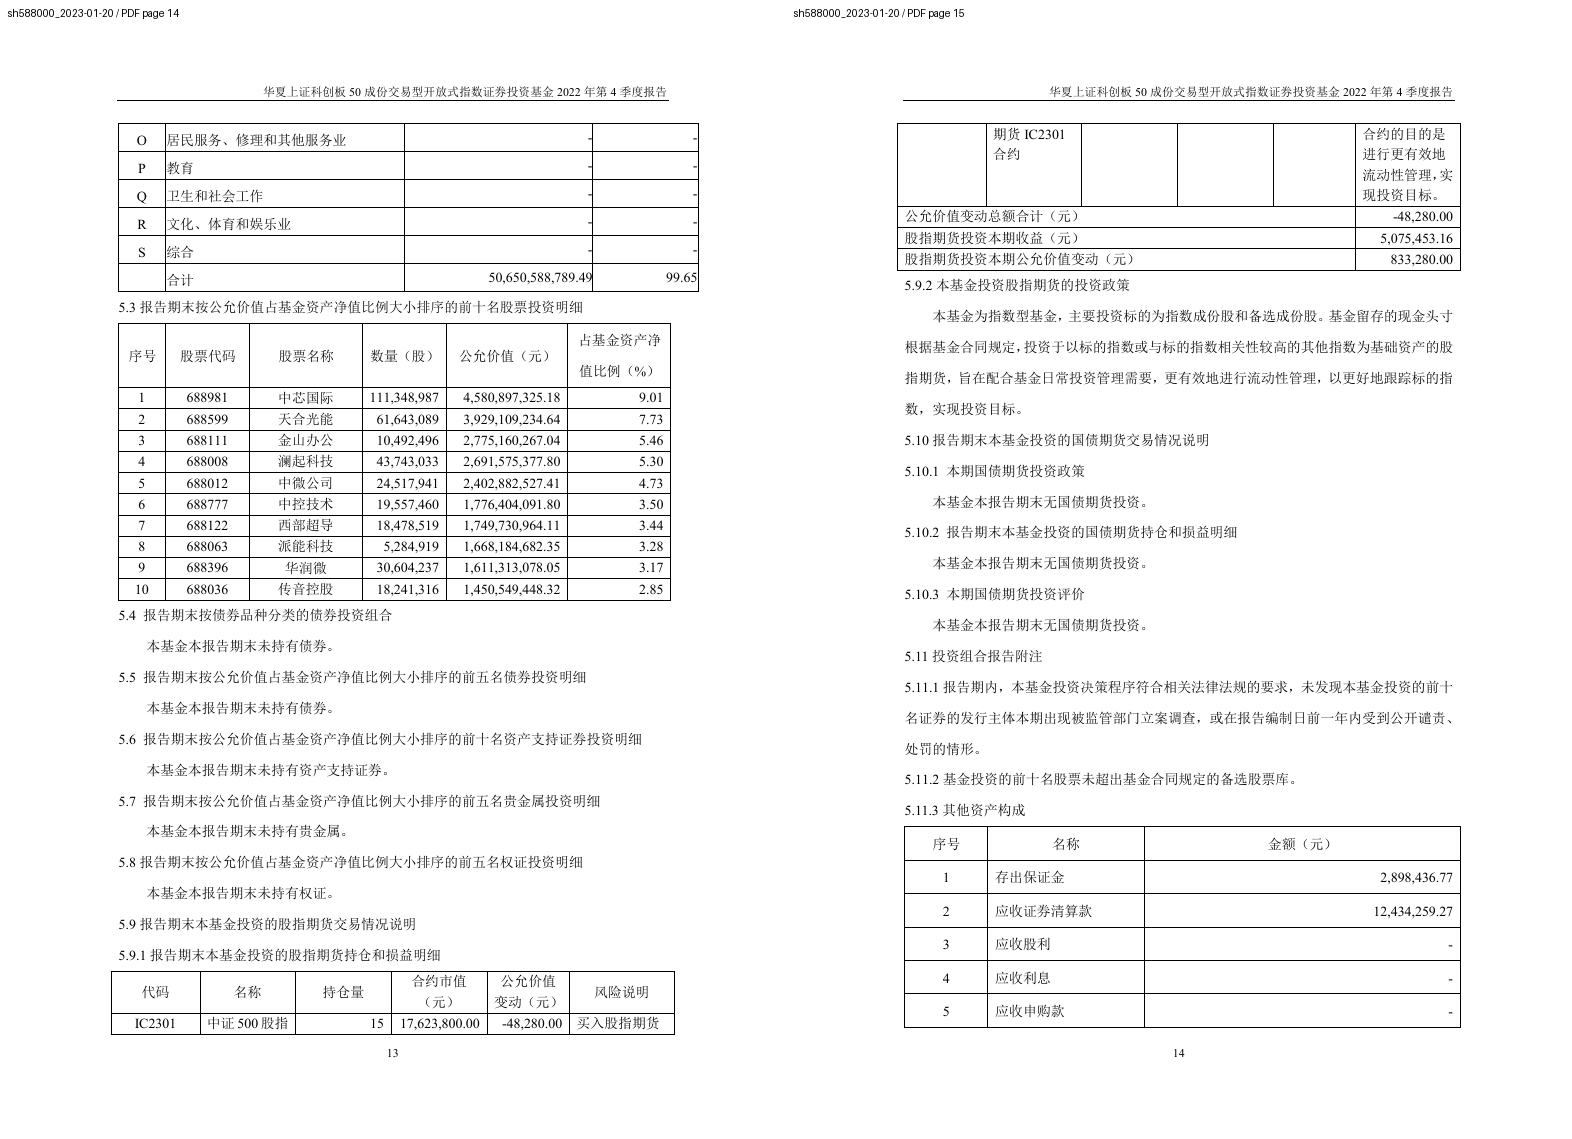 sh588000_2023-01-20 / PDF page 14
华夏上证科创板 50 成份交易型开放式指数证券投资基金 2022 年第 4 季度报告
O 居民服务、修理和其他服务业 - -
P 教育 - -
Q 卫生和社会工作 - -
R 文化、体育和娱乐业 - -
S 综合 - -
合计 50,650,588,789.49 99.65
5.3 报告期末按公允价值占基金资产净值比例大小排序的前十名股票投资明细
序号 股票代码 股票名称 数量（股） 公允价值（元） 占基金资产净
值比例（%）
1 688981 中芯国际 111,348,987 4,580,897,325.18 9.01
2 688599 天合光能 61,643,089 3,929,109,234.64 7.73
3 688111 金山办公 10,492,496 2,775,160,267.04 5.46
4 688008 澜起科技 43,743,033 2,691,575,377.80 5.30
5 688012 中微公司 24,517,941 2,402,882,527.41 4.73
6 688777 中控技术 19,557,460 1,776,404,091.80 3.50
7 688122 西部超导 18,478,519 1,749,730,964.11 3.44
8 688063 派能科技 5,284,919 1,668,184,682.35 3.28
9 688396 华润微 30,604,237 1,611,313,078.05 3.17
10 688036 传音控股 18,241,316 1,450,549,448.32 2.85
5.4 报告期末按债券品种分类的债券投资组合
本基金本报告期末未持有债券。
5.5 报告期末按公允价值占基金资产净值比例大小排序的前五名债券投资明细
本基金本报告期末未持有债券。
5.6 报告期末按公允价值占基金资产净值比例大小排序的前十名资产支持证券投资明细
本基金本报告期末未持有资产支持证券。
5.7 报告期末按公允价值占基金资产净值比例大小排序的前五名贵金属投资明细
本基金本报告期末未持有贵金属。
5.8 报告期末按公允价值占基金资产净值比例大小排序的前五名权证投资明细
本基金本报告期末未持有权证。
5.9 报告期末本基金投资的股指期货交易情况说明
5.9.1 报告期末本基金投资的股指期货持仓和损益明细
代码 名称 持仓量 合约市值
（元） 公允价值
变动（元） 风险说明
IC2301 中证 500 股指 15 17,623,800.00 -48,280.00 买入股指期货
13
sh588000_2023-01-20 / PDF page 15
华夏上证科创板 50 成份交易型开放式指数证券投资基金 2022 年第 4 季度报告
期货 IC2301 合约的目的是
合约 进行更有效地
流动性管理，实
现投资目标。
公允价值变动总额合计（元） -48,280.00
股指期货投资本期收益（元） 5,075,453.16
股指期货投资本期公允价值变动（元） 833,280.00
5.9.2 本基金投资股指期货的投资政策
本基金为指数型基金，主要投资标的为指数成份股和备选成份股。基金留存的现金头寸
根据基金合同规定，投资于以标的指数或与标的指数相关性较高的其他指数为基础资产的股
指期货，旨在配合基金日常投资管理需要，更有效地进行流动性管理，以更好地跟踪标的指
数，实现投资目标。
5.10 报告期末本基金投资的国债期货交易情况说明
5.10.1 本期国债期货投资政策
本基金本报告期末无国债期货投资。
5.10.2 报告期末本基金投资的国债期货持仓和损益明细
本基金本报告期末无国债期货投资。
5.10.3 本期国债期货投资评价
本基金本报告期末无国债期货投资。
5.11 投资组合报告附注
5.11.1 报告期内，本基金投资决策程序符合相关法律法规的要求，未发现本基金投资的前十
名证券的发行主体本期出现被监管部门立案调查，或在报告编制日前一年内受到公开谴责、
处罚的情形。
5.11.2 基金投资的前十名股票未超出基金合同规定的备选股票库。
5.11.3 其他资产构成
序号 名称 金额（元）
1 存出保证金 2,898,436.77
2 应收证券清算款 12,434,259.27
3 应收股利 -
4 应收利息 -
5 应收申购款 -
14